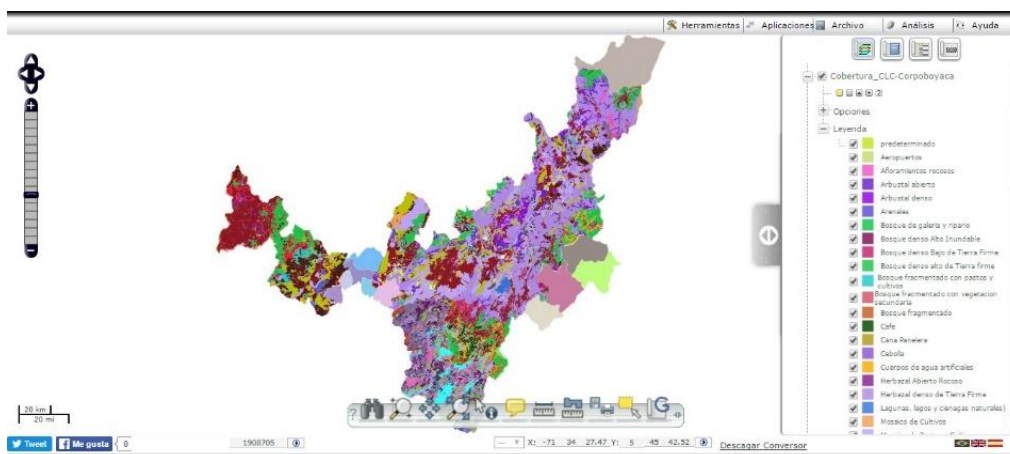 Herramientas Aplicaciones Archivo Análisis Ayuda
Cobertura_CLC-Corpoboyaca
Opciones
Leyenda
predeterminado
Aeropuertos
Afloramientos rocosos
Arbustal abierto
Arbustal denso
Arenales
Bosque de galeria y ripario
Bosque denso Alto Inundable
Bosque denso Bajo de Tierra Firme
Bosque denso alto de Tierra firme
Bosque fragmentado con pastos y
cultivos
Bosque fragmentado con vegetacion
secundaria
Bosque fragmentado
Cafe
Cana Panelera
Cebolla
Cuerpos de agua artificiales
Herbazal Abierto Rocoso
Herbazal denso de Tierra Firme
Lagunas, lagos y cienagas naturales)
Mosaico de Cultivos
20 km
20 mi
Tweet Me gusta 0
1908705
X: -71 34 27.47 Y: 5 45 42.52
Descagar Conversor